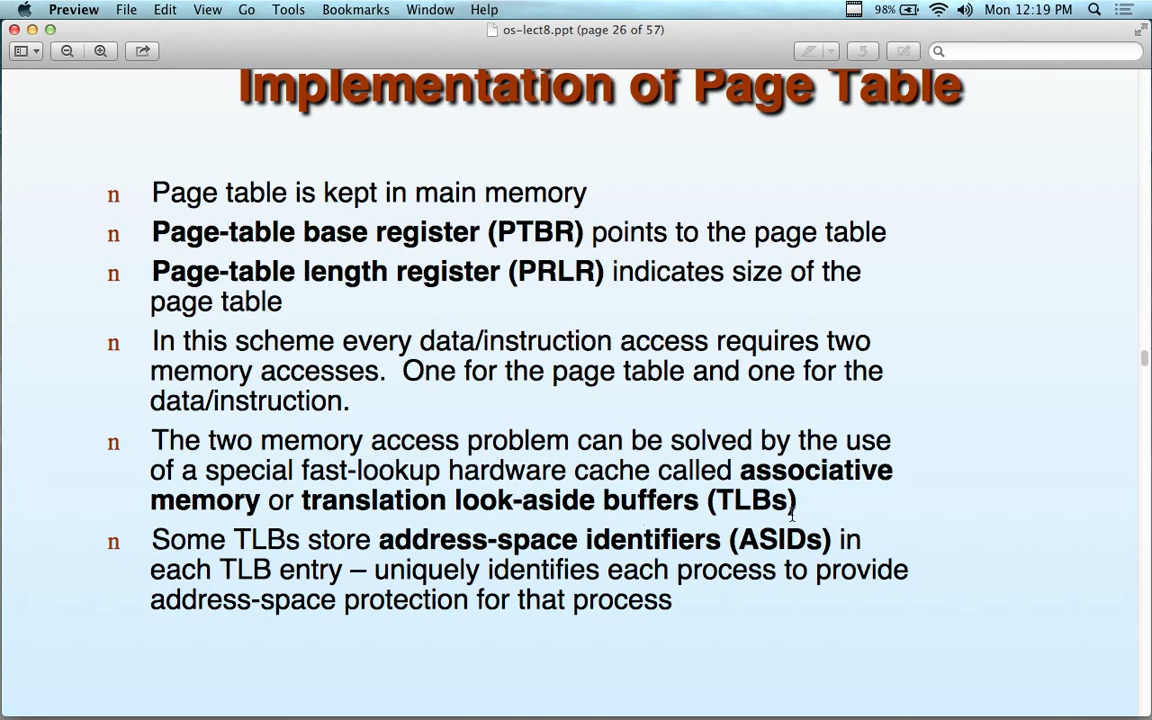 Preview File Edit View Go Tools Bookmarks Window Help 98% Mon 12:19 PM
os-lect8.ppt (page 26 of 57)
Implementation of Page Table
n Page table is kept in main memory
n Page-table base register (PTBR) points to the page table
n Page-table length register (PRLR) indicates size of the
page table
n In this scheme every data/instruction access requires two
memory accesses. One for the page table and one for the
data/instruction.
n The two memory access problem can be solved by the use
of a special fast-lookup hardware cache called associative
memory or translation look-aside buffers (TLBs)
n Some TLBs store address-space identifiers (ASIDs) in
each TLB entry – uniquely identifies each process to provide
address-space protection for that process